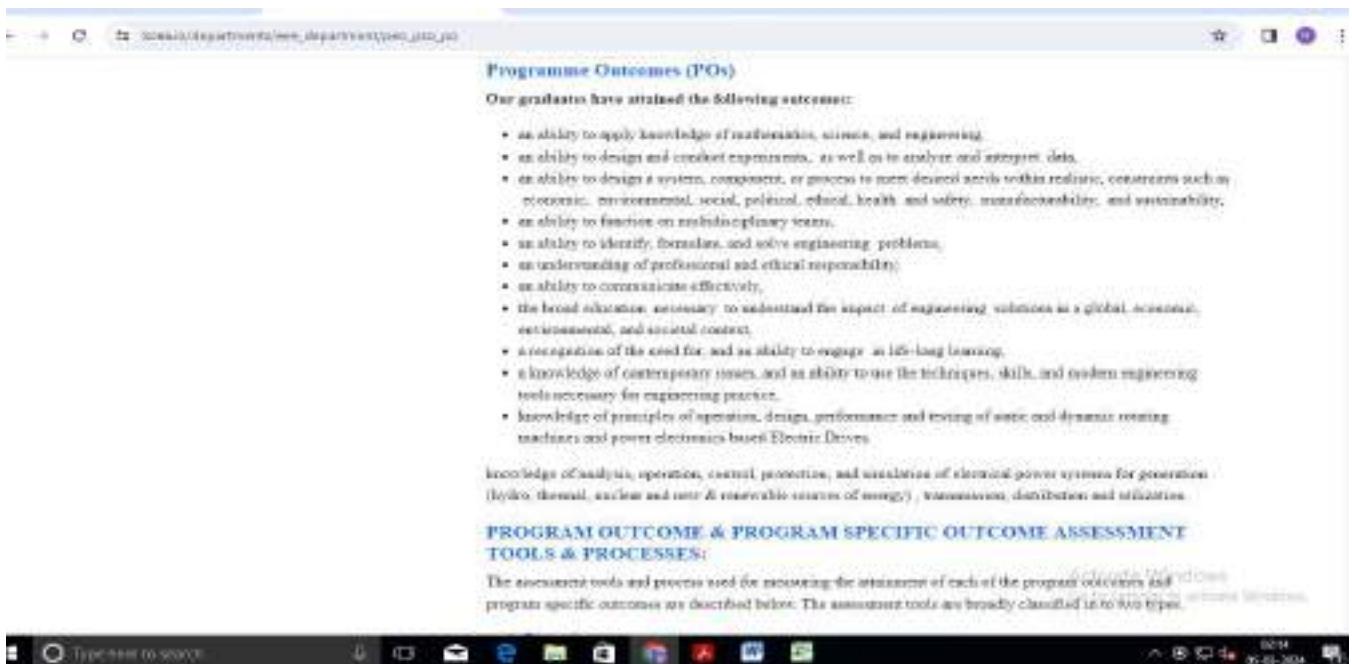 Programme Outcomes (POs)
Our graduates have attained the following outcomes:
• an ability to apply knowledge of mathematics, science, and engineering,
• an ability to design and conduct experiments, as well as to analyze and interpret data,
• an ability to design a system, component, or process to meet desired needs within realistic, constraints such as
economic, environmental, social, political, ethical, health and safety, manufacturability, and sustainability,
• an ability to function on multidisciplinary teams,
• an ability to identify, formulate, and solve engineering problems,
• an understanding of professional and ethical responsibility;
• an ability to communicate effectively,
• the broad education necessary to understand the impact of engineering solutions in a global, economic,
environmental, and societal context,
• a recognition of the need for, and an ability to engage in life-long learning,
• a knowledge of contemporary issues, and an ability to use the techniques, skills, and modern engineering
tools necessary for engineering practice,
• knowledge of principles of operation, design, performance and testing of static and dynamic rotating
machines and power electronics based Electric Drives
knowledge of analysis, operation, control, protection, and simulation of electrical power systems for generation
(hydro, thermal, nuclear and new & renewable sources of energy) , transmission, distribution and utilization
PROGRAM OUTCOME & PROGRAM SPECIFIC OUTCOME ASSESSMENT
TOOLS & PROCESSES:
The assessment tools and process used for measuring the attainment of each of the program outcomes and
program specific outcomes are described below. The assessment tools are broadly classified in to two types.
Activate Windows
to activate Windows.
Type here to search
02:14